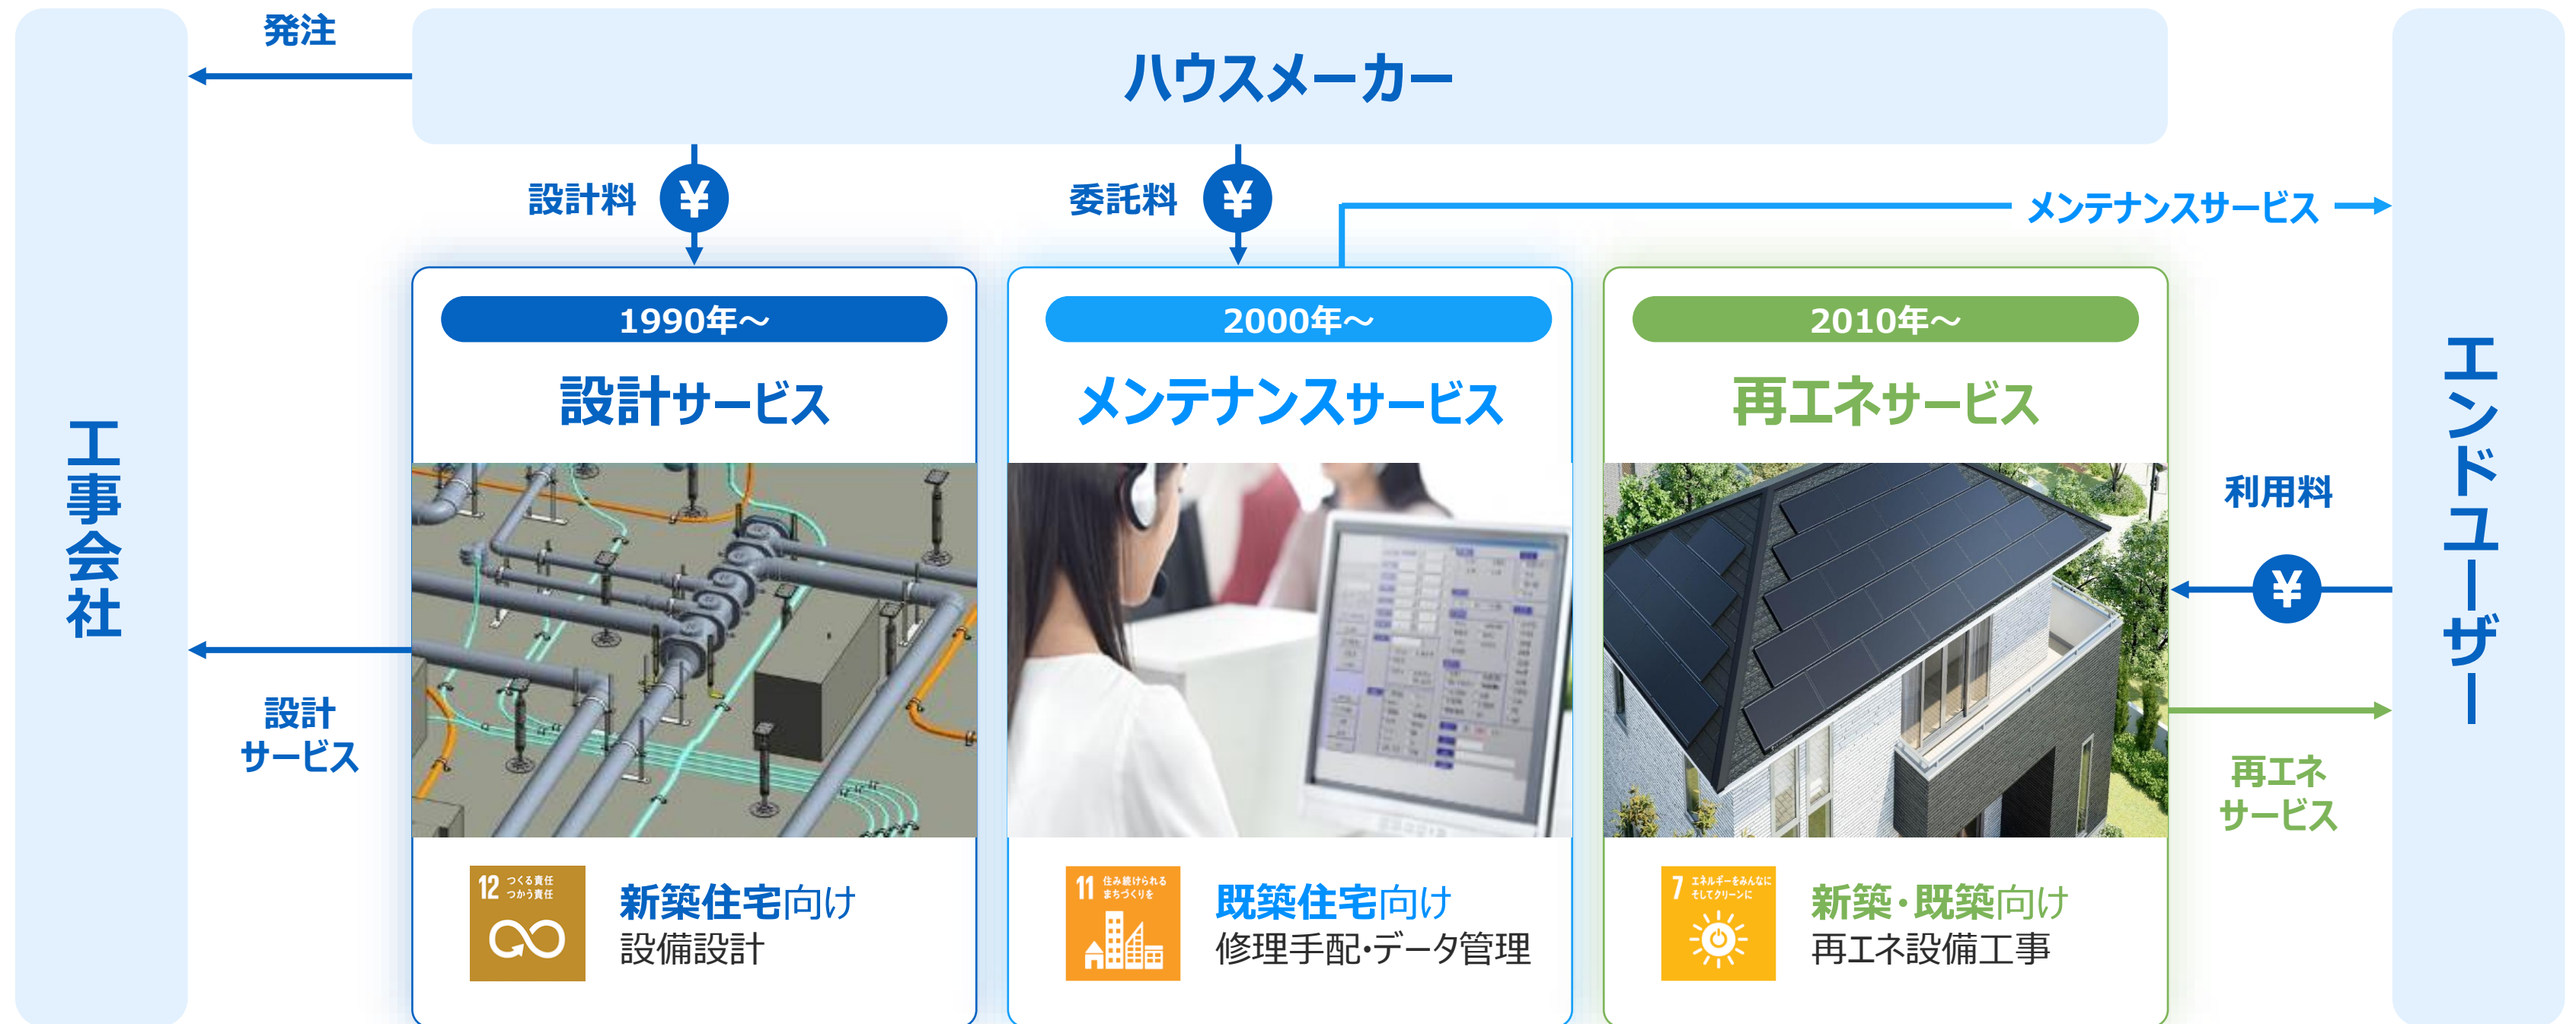 発注
ハウスメーカー
設計料
¥
委託料
¥
メンテナンスサービス
工事会社
エンドユーザー
1990年～
設計サービス
2000年～
メンテナンスサービス
2010年～
再エネサービス
設計
サービス
利用料
¥
再エネ
サービス
12 つくる責任
つかう責任
新築住宅向け
設備設計
11 住み続けられる
まちづくりを
既築住宅向け
修理手配・データ管理
7 エネルギーをみんなに
そしてクリーンに
新築・既築向け
再エネ設備工事